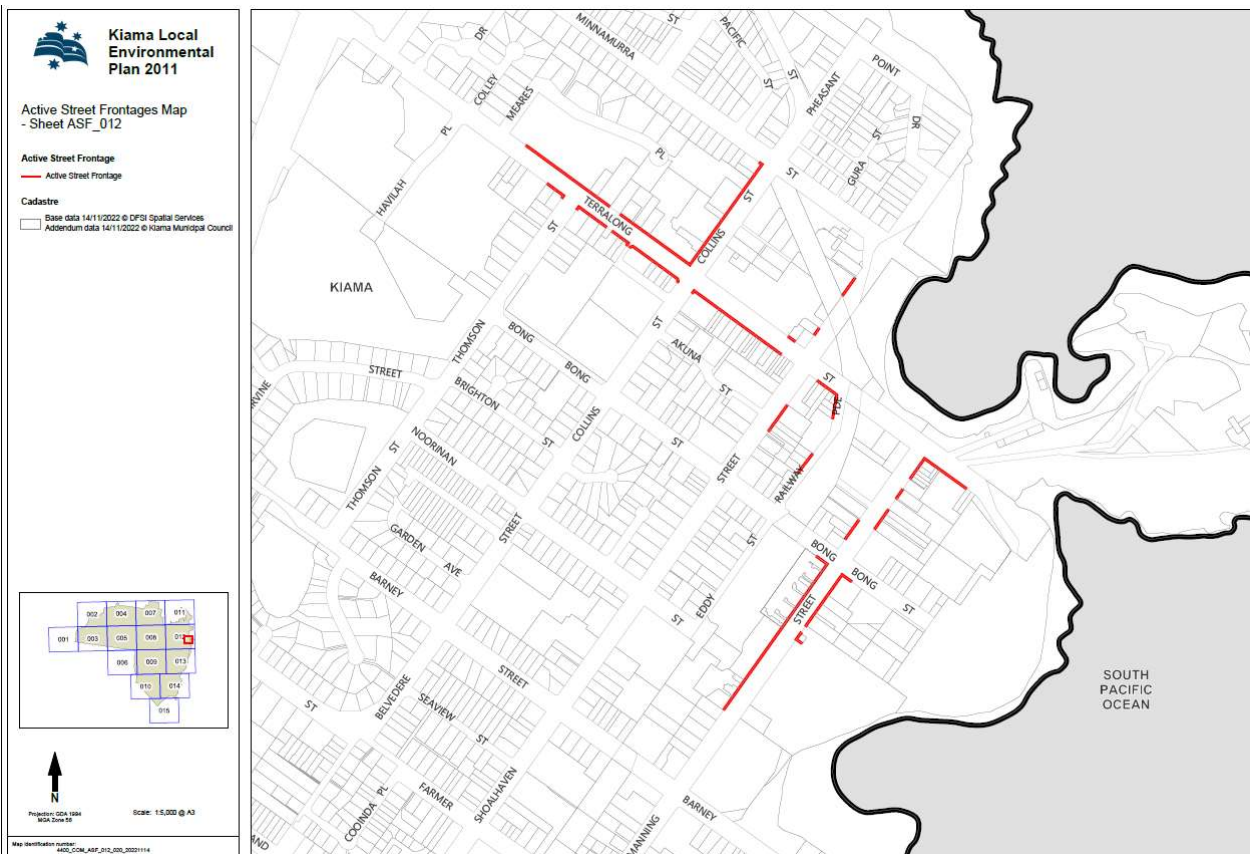 Kiama Local
Environmental
Plan 2011
Active Street Frontages Map
- Sheet ASF_012
Active Street Frontage
Active Street Frontage
Cadastre
Base data 14/11/2022 © DFSI Spatial Services
Addendum data 14/11/2022 © Kiama Municipal Council
002
004
007
011
001
003
005
008
006
009
013
010
014
015
N
Projection: GDA 1994
MGA Zone 56
Scale: 1:5,000 @ A3
Map identification number:
4400_COM_ASF_012_020_20221114
MINNAMURRA
ST
PACIFIC
ST
ST
DR
COLLEY
MEARES
PL
PL
HAVILAH
PHEASANT
POINT
DR
ST
GURA
ST
ST
TERRALONG
ST
COLLINS
KIAMA
THOMSON
BONG
BONG
ST
AKUNA
ST
ST
PDE
STREET
BRIGHTON
ST
COLLINS
ST
STREET
RAILWAY
NOORINAN
ST
THOMSON
GARDEN
AVE
STREET
BARNEY
ST
EDDY
ST
BONG
BONG
ST
STREET
STREET
ST
BELVEDERE
SEAVIEW
ST
FARMER
COOINDA
PL
SHOALHAVEN
MANNING
BARNEY
SOUTH
PACIFIC
OCEAN